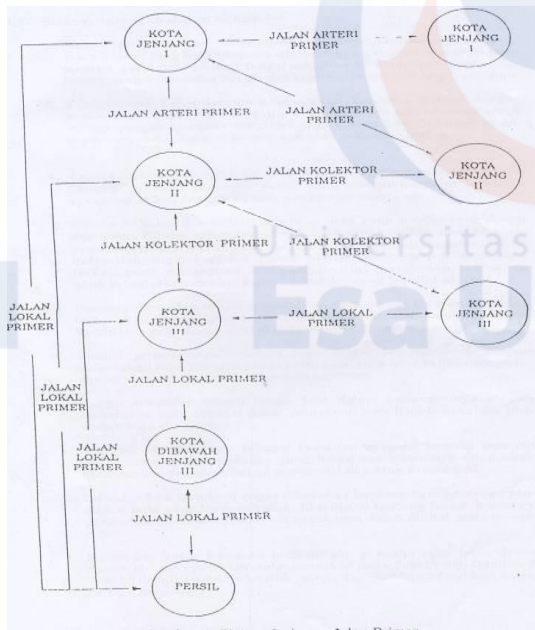 KOTA
JENJANG
I
JALAN ARTERI
PRIMER
KOTA
JENJANG
I
JALAN ARTERI PRIMER
JALAN ARTERI
PRIMER
KOTA
JENJANG
II
JALAN KOLEKTOR
PRIMER
KOTA
JENJANG
II
JALAN KOLEKTOR PRIMER
JALAN KOLEKTOR
PRIMER
Universitas
Esa U
JALAN
LOKAL
PRIMER
KOTA
JENJANG
III
JALAN LOKAL
PRIMER
KOTA
JENJANG
III
JALAN LOKAL PRIMER
JALAN
LOKAL
PRIMER
JALAN
LOKAL
PRIMER
KOTA
DIBAWAH
JENJANG
III
JALAN LOKAL PRIMER
PERSIL